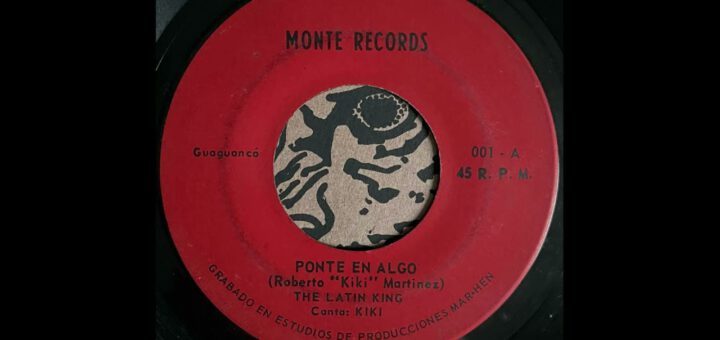 MONTE RECORDS
Guaguancó
001 - A
45 R. P. M.
PONTE EN ALGO
(Roberto "Kiki" Martinez)
THE LATIN KING
Canta: KIKI
GRABADO EN ESTUDIOS DE PRODUCCIONES MAR-HEN